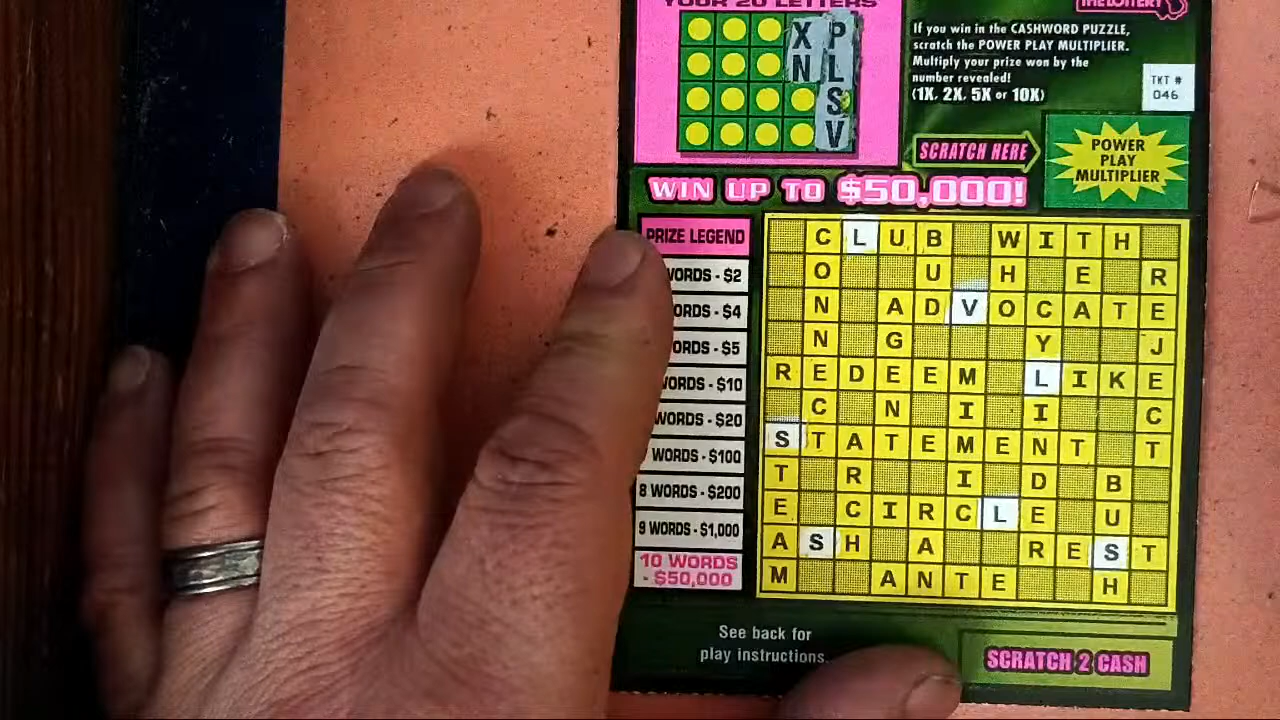 YOUR 20 LETTERS
X P
N L
S
V
THE LOTTERY
If you win in the CASHWORD PUZZLE,
scratch the POWER PLAY MULTIPLIER.
Multiply your prize won by the
number revealed!
(1X, 2X, 5X or 10X)
TKT #
046
SCRATCH HERE
POWER
PLAY
MULTIPLIER
WIN UP TO $50,000!
PRIZE LEGEND
WORDS - $2
ORDS - $4
ORDS - $5
WORDS - $10
WORDS - $20
WORDS - $100
8 WORDS - $200
9 WORDS - $1,000
10 WORDS
- $50,000
C L U B W I T H
O U H E R
N A D V O C A T E
N G Y J
R E D E E M L I K E
C N I I C
S T A T E M E N T T
T R I D B
E C I R C L E U
A S H A R E S T
M A N T E H
See back for
play instructions.
SCRATCH 2 CASH